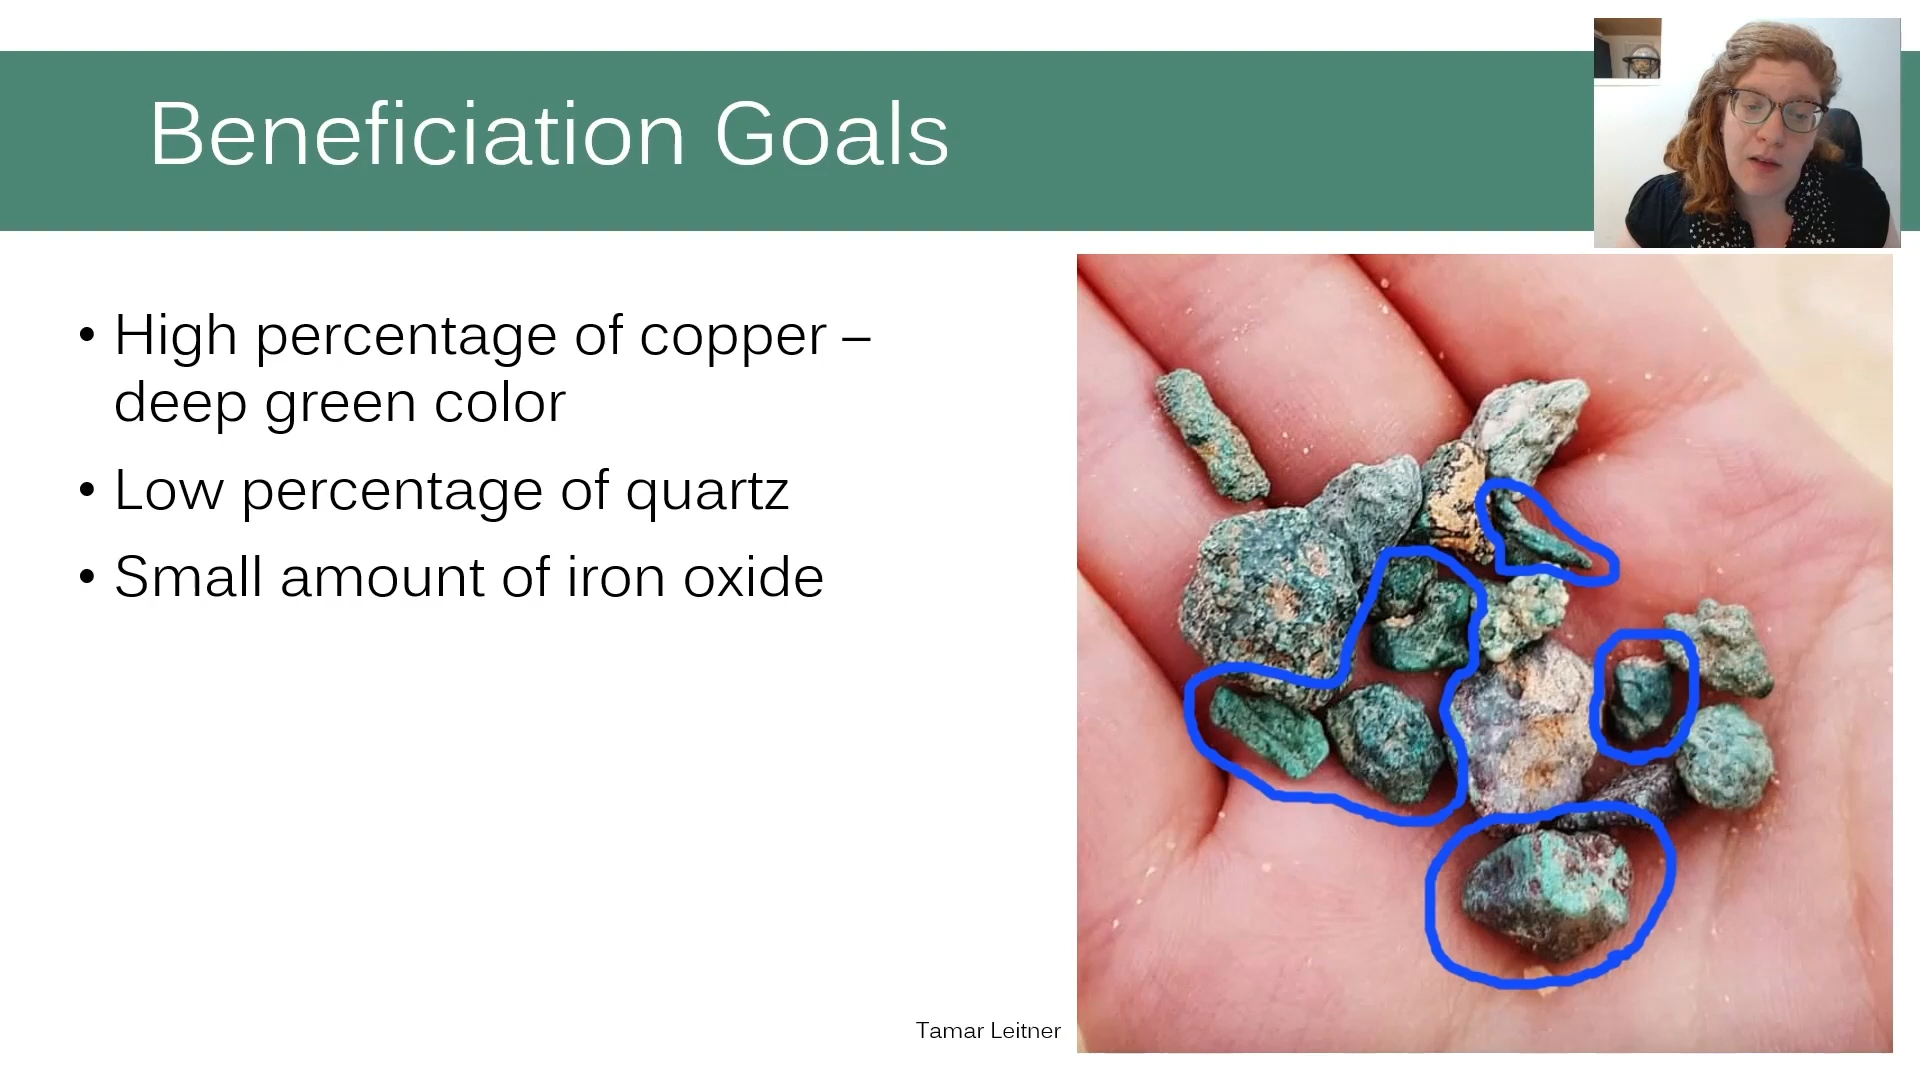 Beneficiation Goals
• High percentage of copper –
deep green color
• Low percentage of quartz
• Small amount of iron oxide
Tamar Leitner